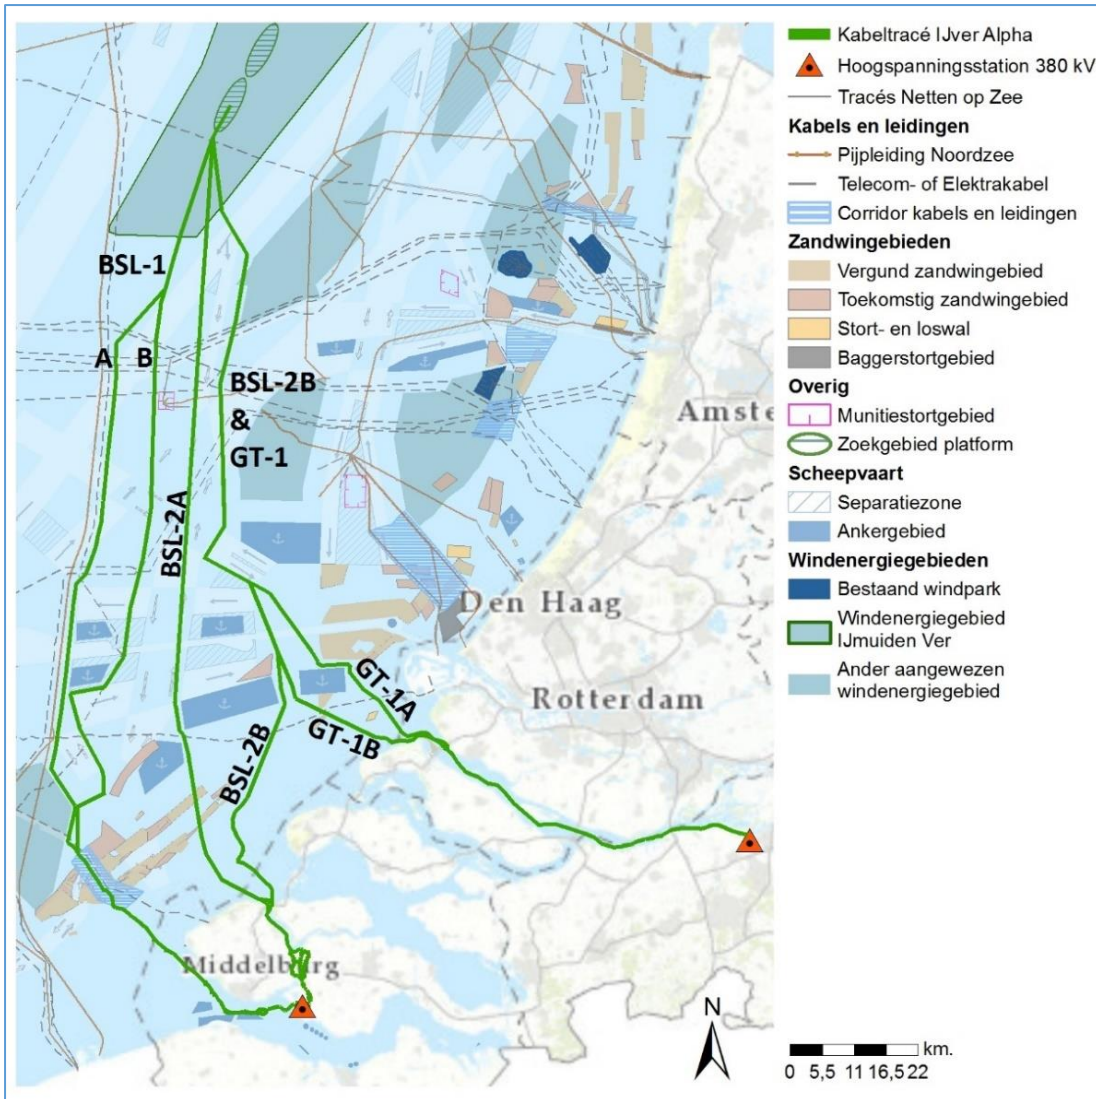 BSL-1
A
B
BSL-2B
&
GT-1
BSL-2A
GT-1A
GT-1B
BSL-2B
Amste
Den Haag
Rotterdam
Middelburg
Kabeltracé IJver Alpha
Hoogspanningsstation 380 kV
Tracés Netten op Zee
Kabels en leidingen
Pijpleiding Noordzee
Telecom- of Elektrakabel
Corridor kabels en leidingen
Zandwingebieden
Vergund zandwingebied
Toekomstig zandwingebied
Stort- en loswal
Baggerstortgebied
Overig
Munitiestortgebied
Zoekgebied platform
Scheepvaart
Separatiezone
Ankergebied
Windenergiegebieden
Bestaand windpark
Windenergiegebied
IJmuiden Ver
Ander aangewezen
windenergiegebied
N
km.
0 5,5 11 16,5 22